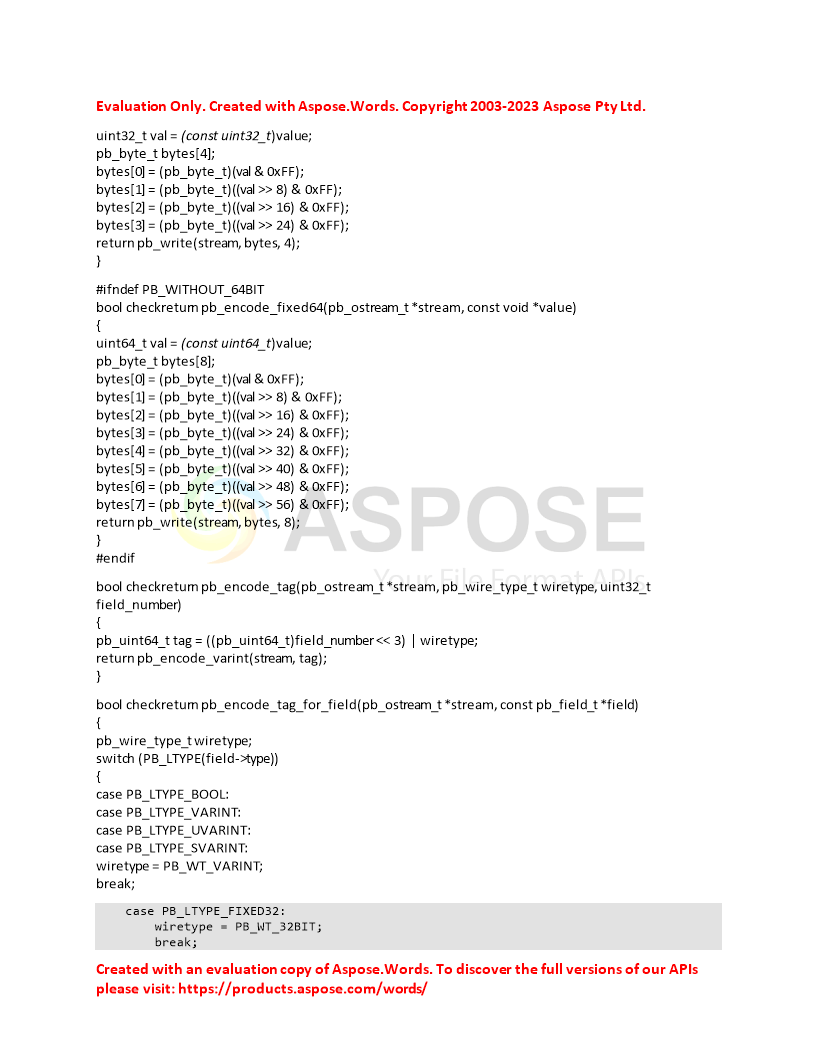 Evaluation Only. Created with Aspose.Words. Copyright 2003-2023 Aspose Pty Ltd.
uint32_t val = (const uint32_t)value;
pb_byte_t bytes[4];
bytes[0] = (pb_byte_t)(val & 0xFF);
bytes[1] = (pb_byte_t)((val >> 8) & 0xFF);
bytes[2] = (pb_byte_t)((val >> 16) & 0xFF);
bytes[3] = (pb_byte_t)((val >> 24) & 0xFF);
return pb_write(stream, bytes, 4);
}
#ifndef PB_WITHOUT_64BIT
bool checkreturn pb_encode_fixed64(pb_ostream_t *stream, const void *value)
{
uint64_t val = (const uint64_t)value;
pb_byte_t bytes[8];
bytes[0] = (pb_byte_t)(val & 0xFF);
bytes[1] = (pb_byte_t)((val >> 8) & 0xFF);
bytes[2] = (pb_byte_t)((val >> 16) & 0xFF);
bytes[3] = (pb_byte_t)((val >> 24) & 0xFF);
bytes[4] = (pb_byte_t)((val >> 32) & 0xFF);
bytes[5] = (pb_byte_t)((val >> 40) & 0xFF);
bytes[6] = (pb_byte_t)((val >> 48) & 0xFF);
bytes[7] = (pb_byte_t)((val >> 56) & 0xFF);
return pb_write(stream, bytes, 8);
}
#endif
ASPOSE
Your File Format APIs
bool checkreturn pb_encode_tag(pb_ostream_t *stream, pb_wire_type_t wiretype, uint32_t
field_number)
{
pb_uint64_t tag = ((pb_uint64_t)field_number << 3) | wiretype;
return pb_encode_varint(stream, tag);
}
bool checkreturn pb_encode_tag_for_field(pb_ostream_t *stream, const pb_field_t *field)
{
pb_wire_type_t wiretype;
switch (PB_LTYPE(field->type))
{
case PB_LTYPE_BOOL:
case PB_LTYPE_VARINT:
case PB_LTYPE_UVARINT:
case PB_LTYPE_SVARINT:
wiretype = PB_WT_VARINT;
break;
case PB_LTYPE_FIXED32:
wiretype = PB_WT_32BIT;
break;
Created with an evaluation copy of Aspose.Words. To discover the full versions of our APIs
please visit: https://products.aspose.com/words/